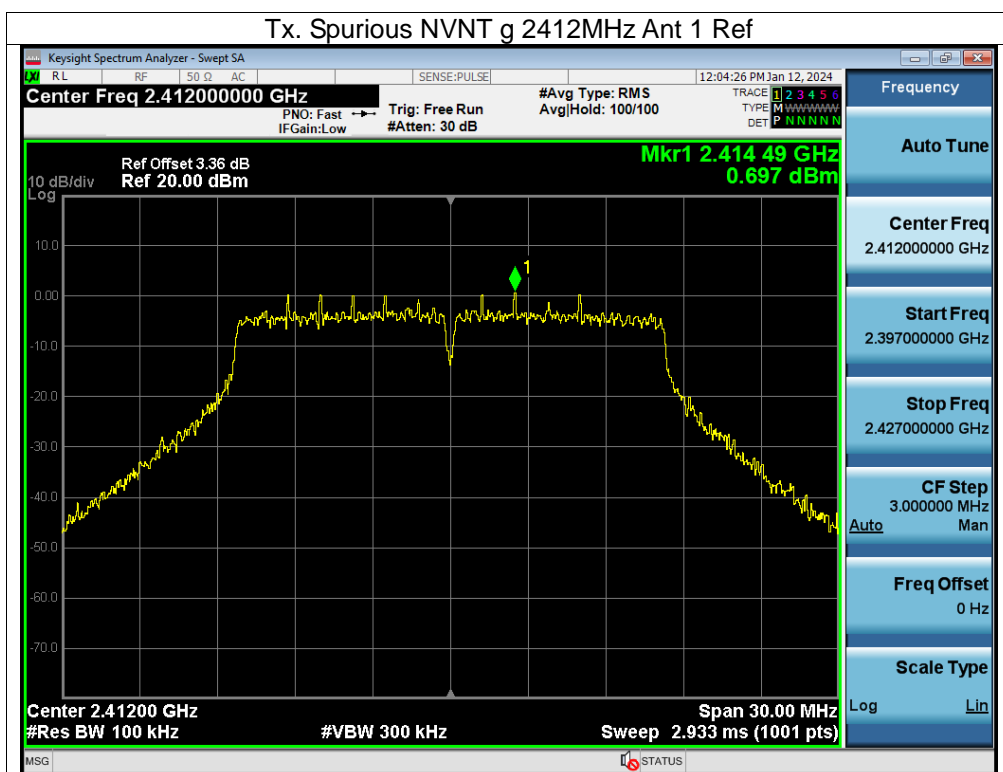 Tx. Spurious NVNT g 2412MHz Ant 1 Ref
Keysight Spectrum Analyzer - Swept SA
LXI RL RF 50 Ω AC SENSE:PULSE 12:04:26 PM Jan 12, 2024
Center Freq 2.412000000 GHz
PNO: Fast
IFGain:Low
Trig: Free Run
#Atten: 30 dB
#Avg Type: RMS
Avg|Hold: 100/100
TRACE 1 2 3 4 5 6
TYPE M W W W W W
DET P N N N N N
Mkr1 2.414 49 GHz
0.697 dBm
Ref Offset 3.36 dB
10 dB/div Ref 20.00 dBm
Log
10.0
0.00
-10.0
-20.0
-30.0
-40.0
-50.0
-60.0
-70.0
1
Center 2.41200 GHz Span 30.00 MHz
#Res BW 100 kHz #VBW 300 kHz Sweep 2.933 ms (1001 pts)
MSG STATUS
Frequency
Auto Tune
Center Freq
2.412000000 GHz
Start Freq
2.397000000 GHz
Stop Freq
2.427000000 GHz
CF Step
3.000000 MHz
Auto Man
Freq Offset
0 Hz
Scale Type
Log Lin